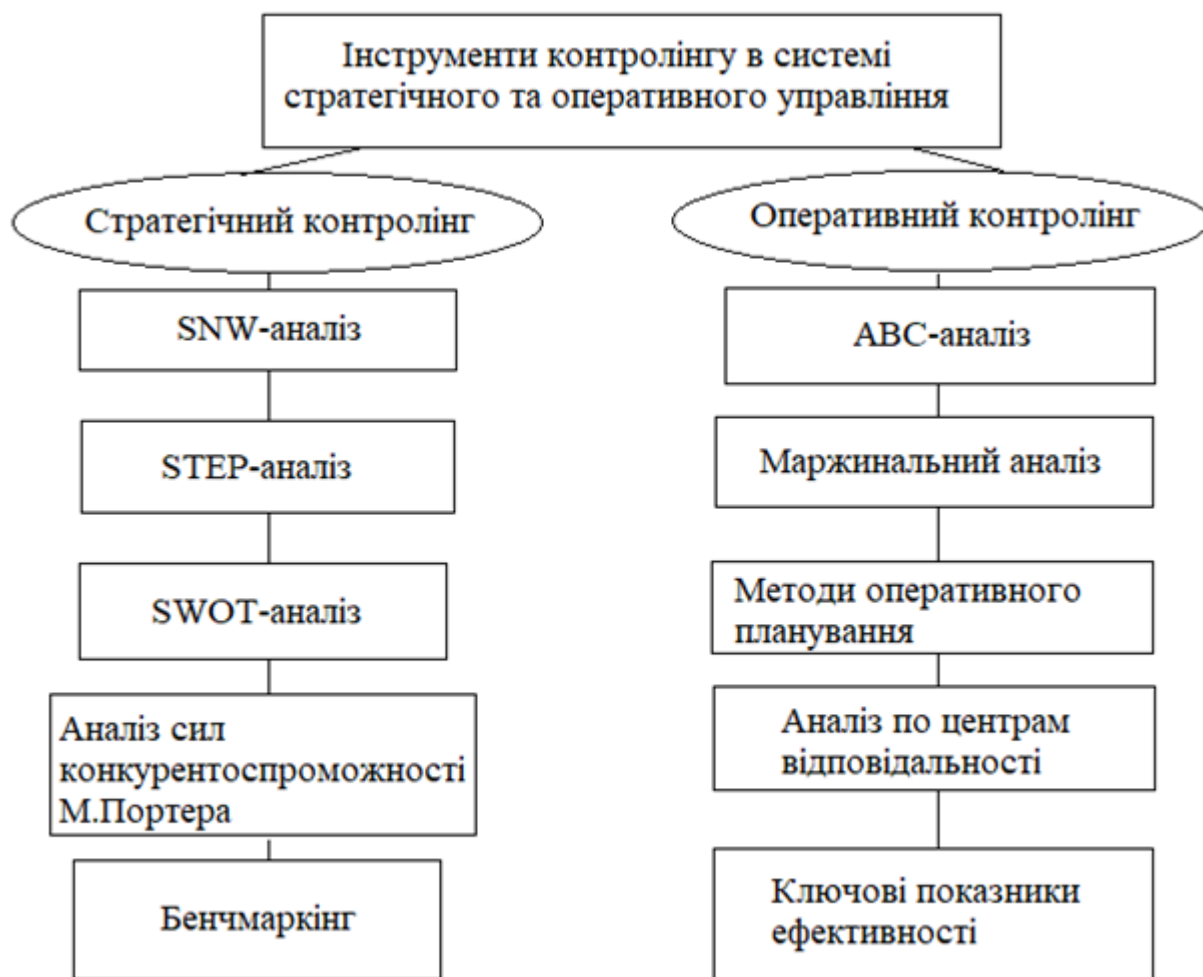 Інструменти контролінгу в системі
стратегічного та оперативного управління
Стратегічний контролінг
SNW-аналіз
STEP-аналіз
SWOT-аналіз
Аналіз сил
конкурентоспроможності
М.Портера
Бенчмаркінг
Оперативний контролінг
ABC-аналіз
Маржинальний аналіз
Методи оперативного
планування
Аналіз по центрам
відповідальності
Ключові показники
ефективності